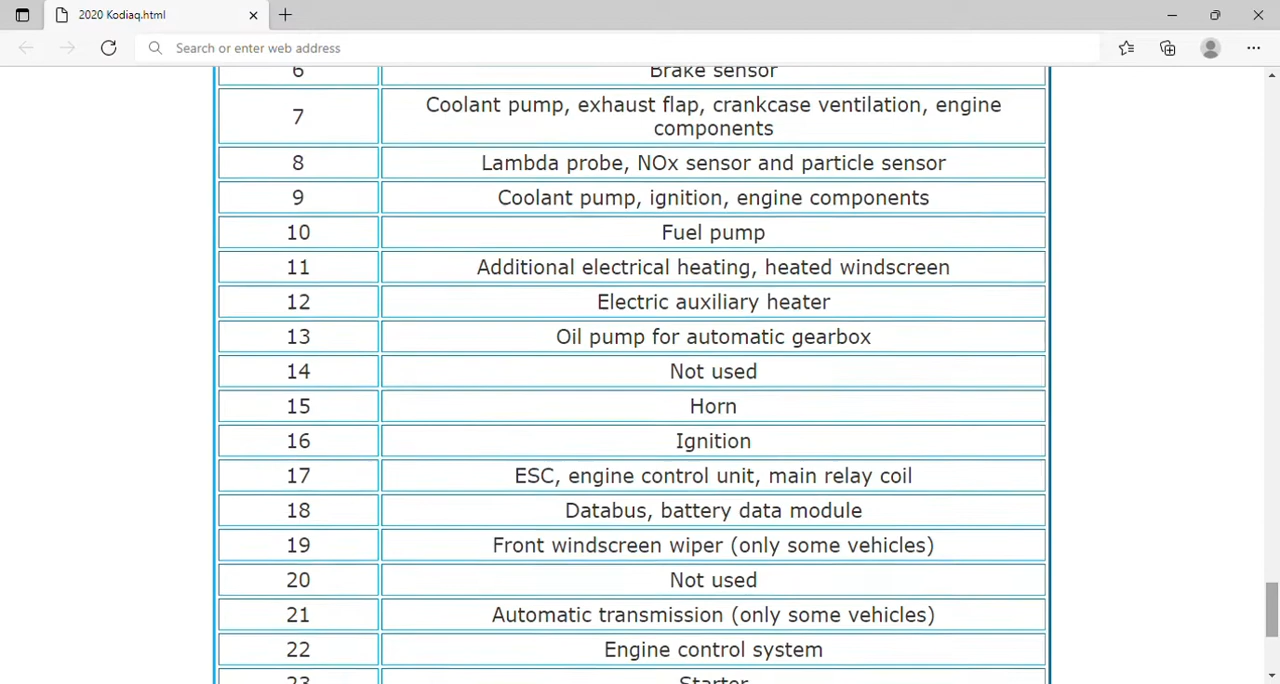 2020 Kodiaq.html
Search or enter web address
6 Brake sensor
7 Coolant pump, exhaust flap, crankcase ventilation, engine
components
8 Lambda probe, NOx sensor and particle sensor
9 Coolant pump, ignition, engine components
10 Fuel pump
11 Additional electrical heating, heated windscreen
12 Electric auxiliary heater
13 Oil pump for automatic gearbox
14 Not used
15 Horn
16 Ignition
17 ESC, engine control unit, main relay coil
18 Databus, battery data module
19 Front windscreen wiper (only some vehicles)
20 Not used
21 Automatic transmission (only some vehicles)
22 Engine control system
23 Starter